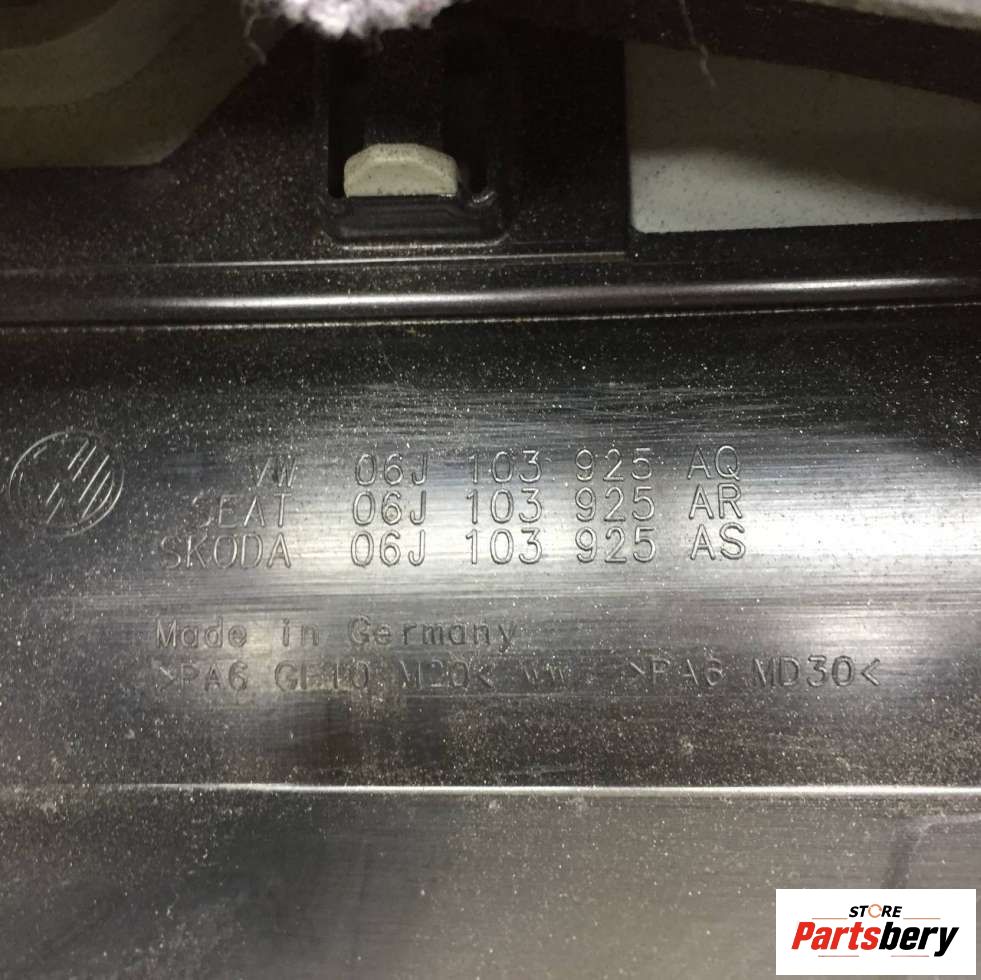 VW 06J 103 925 AQ
SEAT 06J 103 925 AR
SKODA 06J 103 925 AS
Made in Germany
>PA6 GF10 M20< >PA6 MD30<
STORE
Partsbery